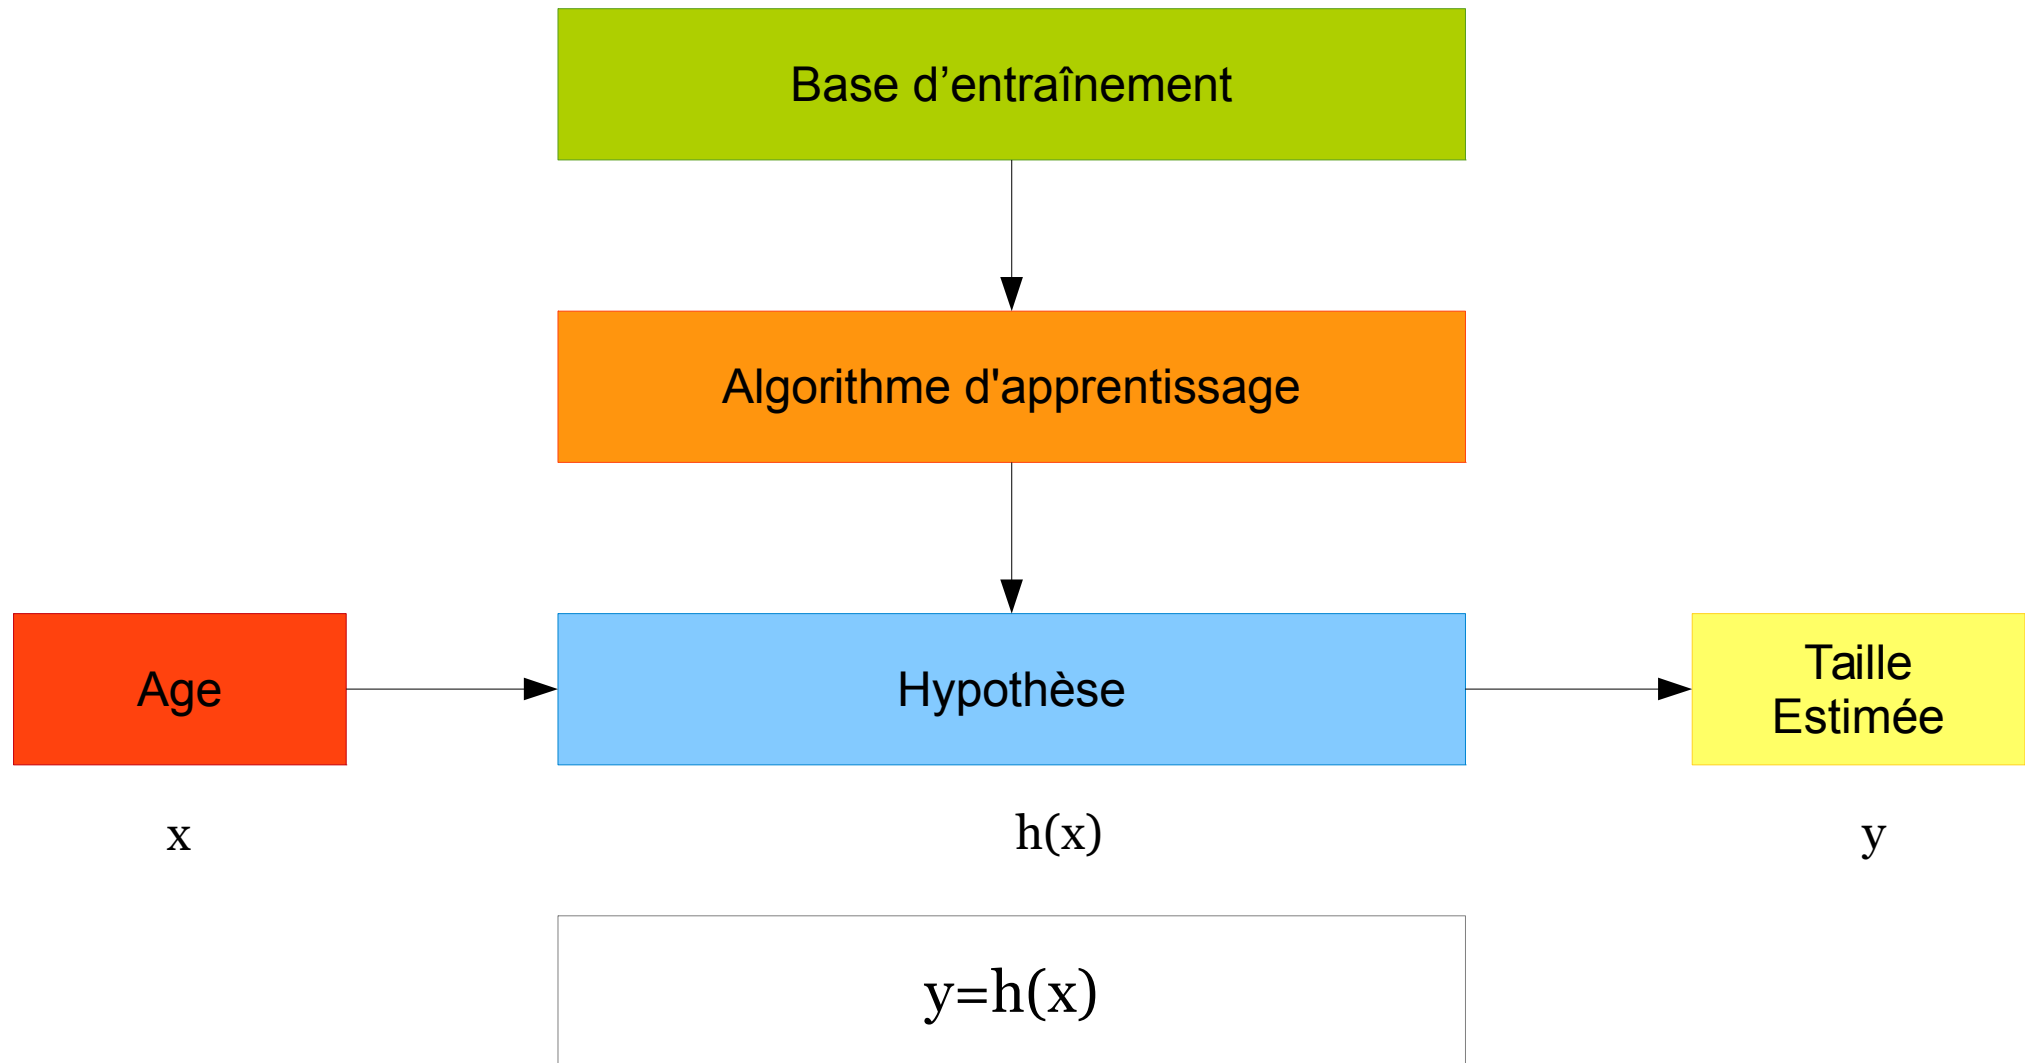 Base d’entraînement
Algorithme d'apprentissage
Age
Hypothèse
Taille
Estimée
x
h(x)
y
y=h(x)